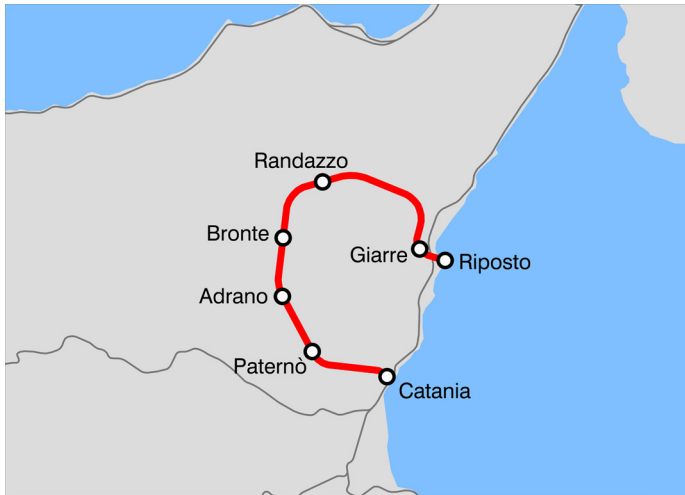 Randazzo
Bronte
Giarre
Riposto
Adrano
Paternò
Catania